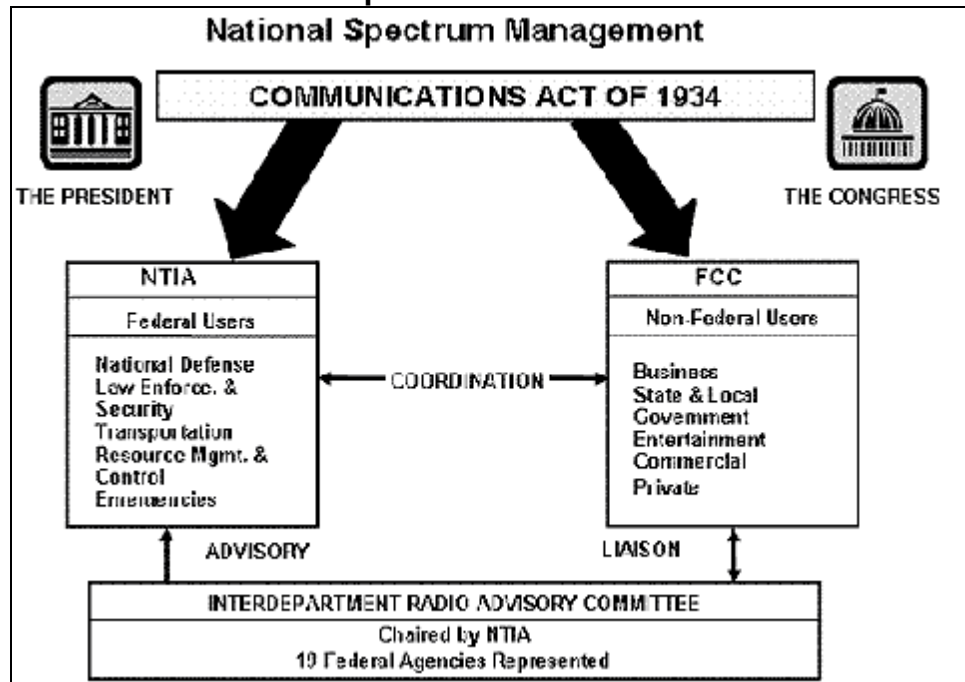 National Spectrum Management
COMMUNICATIONS ACT OF 1934
THE PRESIDENT
THE CONGRESS
NTIA
Federal Users
National Defense
Law Enforce. &
Security
Transportation
Resource Mgmt. &
Control
Emergencies
COORDINATION
FCC
Non-Federal Users
Business
State & Local
Government
Entertainment
Commercial
Private
ADVISORY
LIAISON
INTERDEPARTMENT RADIO ADVISORY COMMITTEE
Chaired by NTIA
19 Federal Agencies Represented